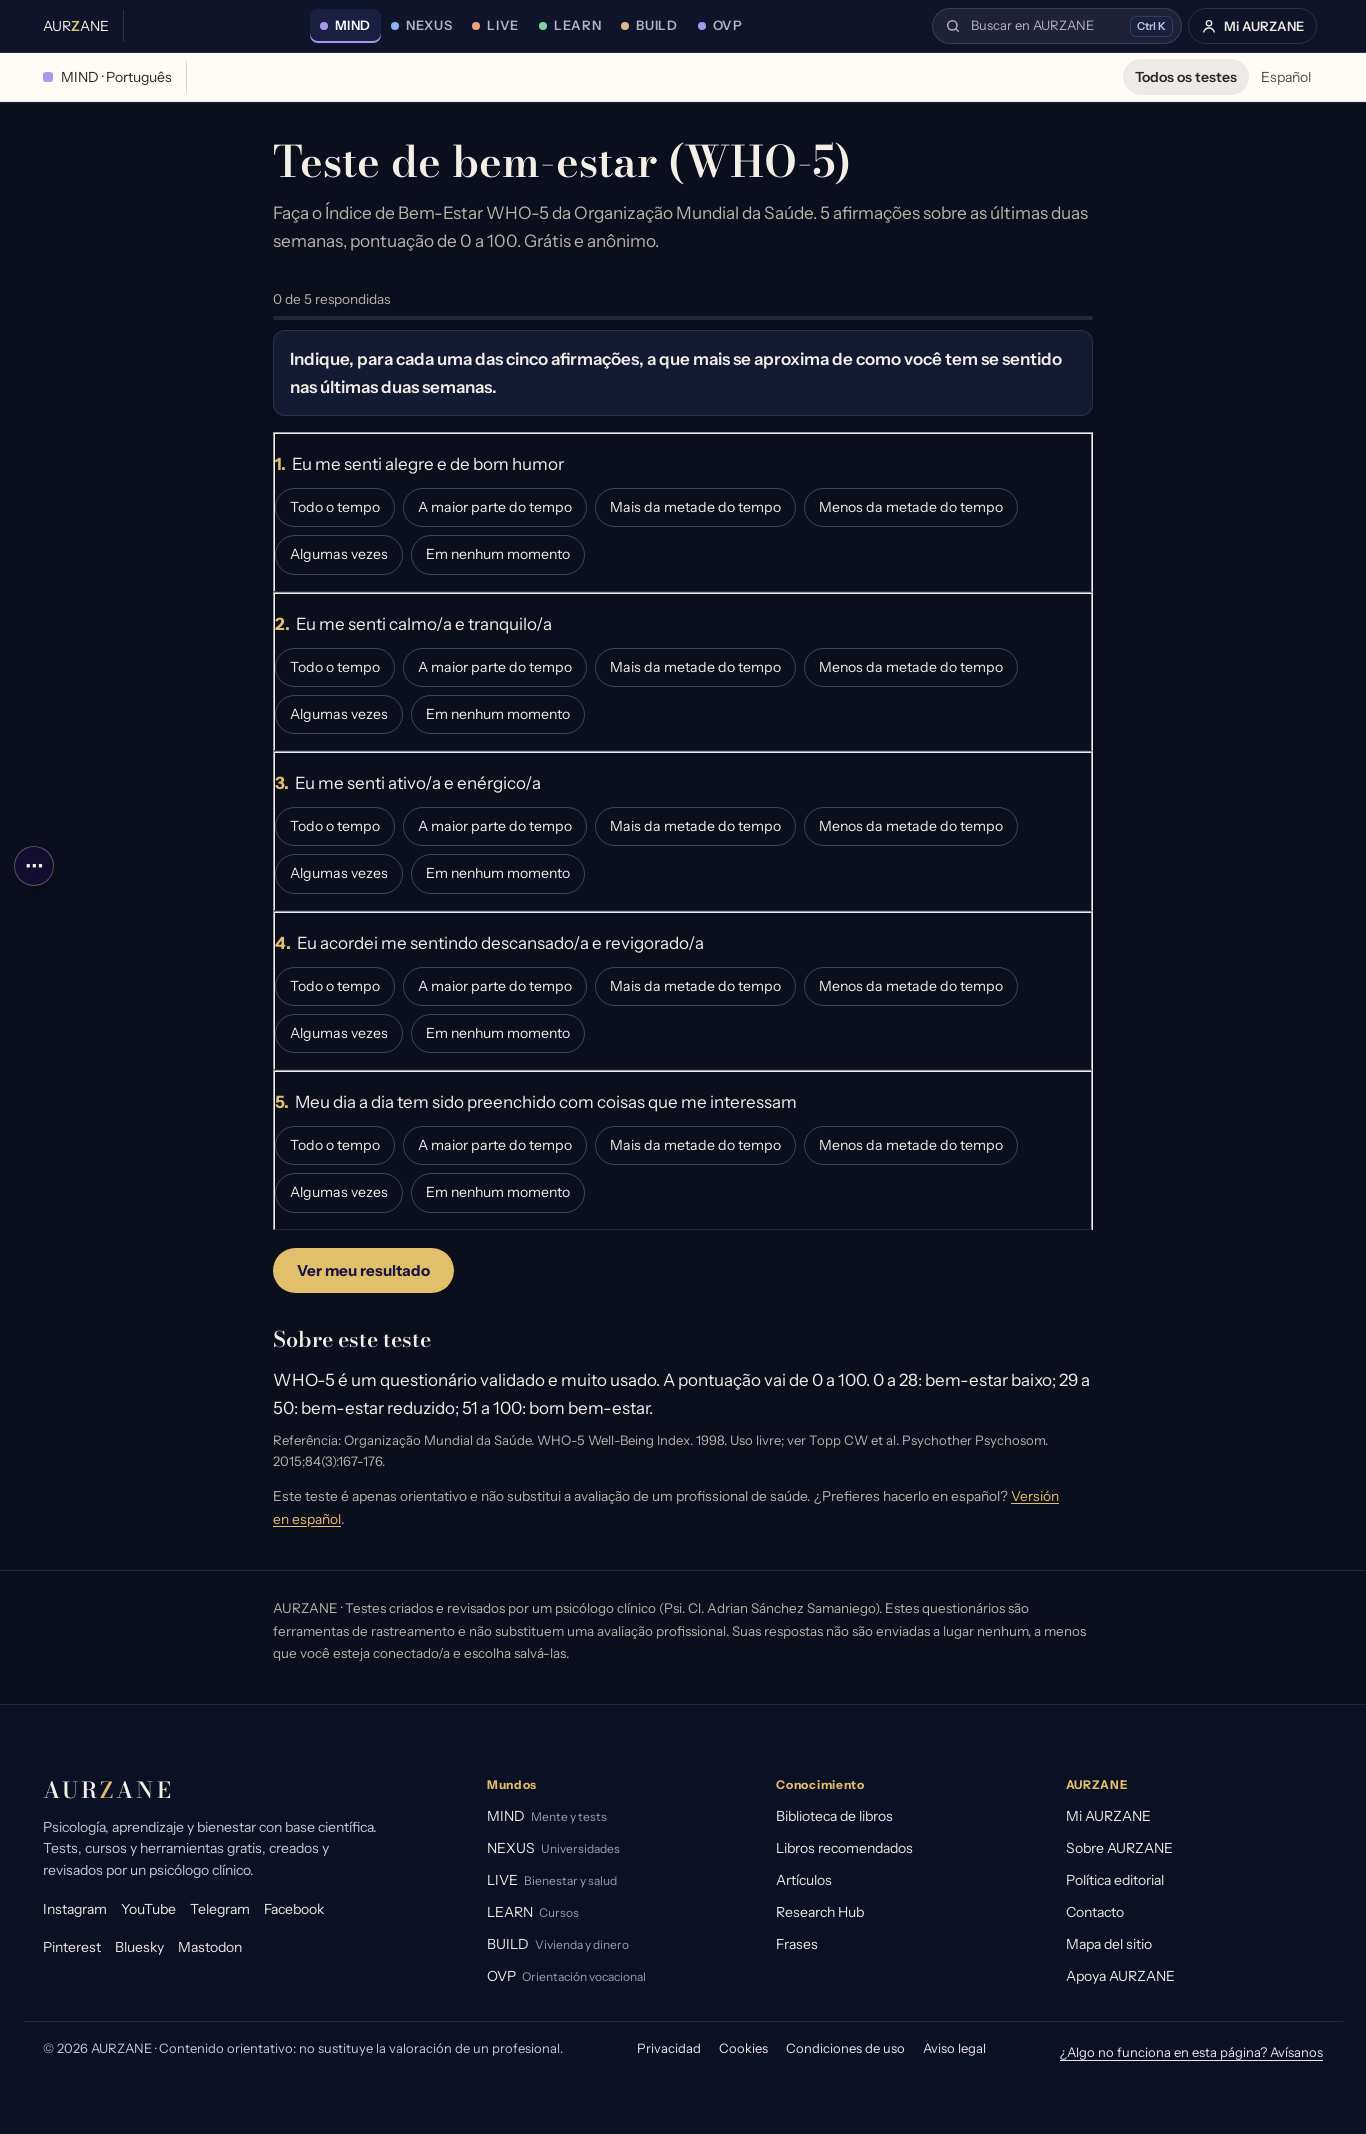 AURZANE
MIND
NEXUS
LIVE
LEARN
BUILD
OVP
Buscar en AURZANE
Ctrl K
Mi AURZANE
MIND · Português
Todos os testes
Español
Teste de bem-estar (WHO-5)
Faça o Índice de Bem-Estar WHO-5 da Organização Mundial da Saúde. 5 afirmações sobre as últimas duas
semanas, pontuação de 0 a 100. Grátis e anônimo.
0 de 5 respondidas
Indique, para cada uma das cinco afirmações, a que mais se aproxima de como você tem se sentido
nas últimas duas semanas.
1. Eu me senti alegre e de bom humor
Todo o tempo
A maior parte do tempo
Mais da metade do tempo
Menos da metade do tempo
Algumas vezes
Em nenhum momento
2. Eu me senti calmo/a e tranquilo/a
Todo o tempo
A maior parte do tempo
Mais da metade do tempo
Menos da metade do tempo
Algumas vezes
Em nenhum momento
3. Eu me senti ativo/a e enérgico/a
Todo o tempo
A maior parte do tempo
Mais da metade do tempo
Menos da metade do tempo
Algumas vezes
Em nenhum momento
4. Eu acordei me sentindo descansado/a e revigorado/a
Todo o tempo
A maior parte do tempo
Mais da metade do tempo
Menos da metade do tempo
Algumas vezes
Em nenhum momento
5. Meu dia a dia tem sido preenchido com coisas que me interessam
Todo o tempo
A maior parte do tempo
Mais da metade do tempo
Menos da metade do tempo
Algumas vezes
Em nenhum momento
Ver meu resultado
Sobre este teste
WHO-5 é um questionário validado e muito usado. A pontuação vai de 0 a 100. 0 a 28: bem-estar baixo; 29 a
50: bem-estar reduzido; 51 a 100: bom bem-estar.
Referência: Organização Mundial da Saúde. WHO-5 Well-Being Index. 1998. Uso livre; ver Topp CW et al. Psychother Psychosom.
2015;84(3):167-176.
Este teste é apenas orientativo e não substitui a avaliação de um profissional de saúde. ¿Prefieres hacerlo en español? Versión
en español.
AURZANE · Testes criados e revisados por um psicólogo clínico (Psi. Cl. Adrian Sánchez Samaniego). Estes questionários são
ferramentas de rastreamento e não substituem uma avaliação profissional. Suas respostas não são enviadas a lugar nenhum, a menos
que você esteja conectado/a e escolha salvá-las.
AURZANE
Psicología, aprendizaje y bienestar con base científica.
Tests, cursos y herramientas gratis, creados y
revisados por un psicólogo clínico.
Instagram YouTube Telegram Facebook
Pinterest Bluesky Mastodon
Mundos
MIND Mente y tests
NEXUS Universidades
LIVE Bienestar y salud
LEARN Cursos
BUILD Vivienda y dinero
OVP Orientación vocacional
Conocimiento
Biblioteca de libros
Libros recomendados
Artículos
Research Hub
Frases
AURZANE
Mi AURZANE
Sobre AURZANE
Política editorial
Contacto
Mapa del sitio
Apoya AURZANE
© 2026 AURZANE · Contenido orientativo: no sustituye la valoración de un profesional.
Privacidad Cookies Condiciones de uso Aviso legal
¿Algo no funciona en esta página? Avísanos